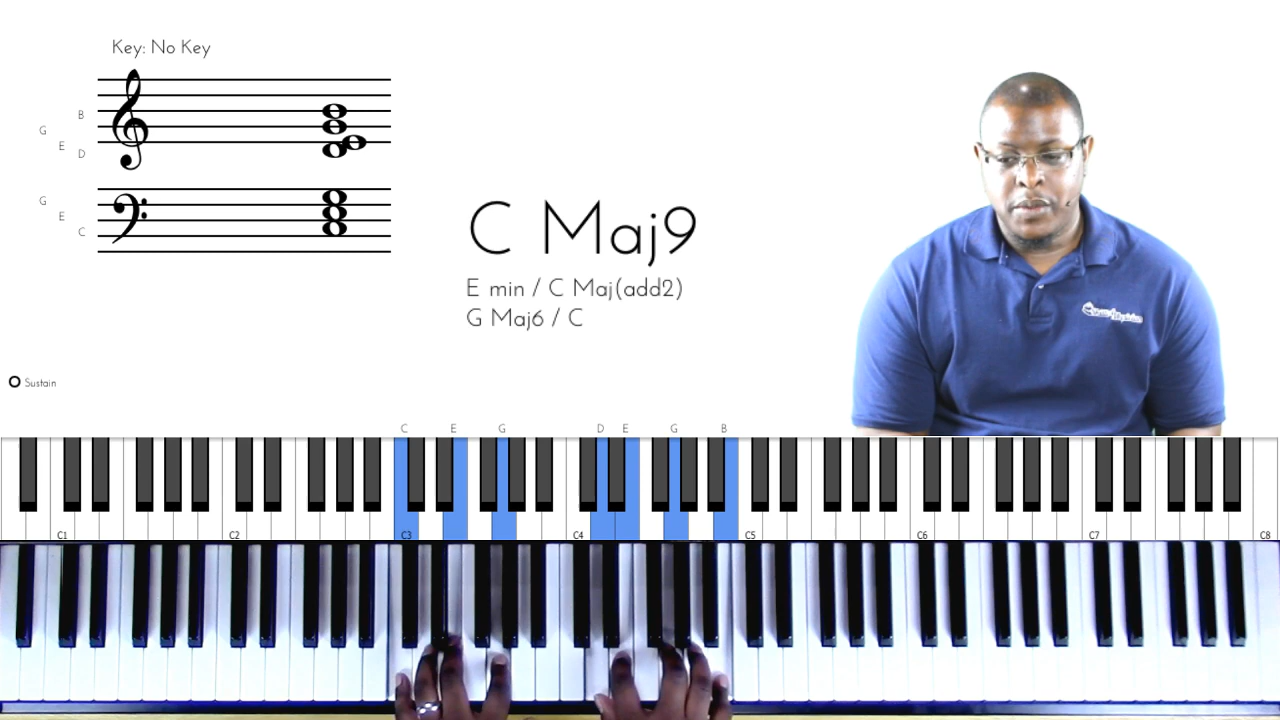 Key: No Key
B
G
E
D
G
E
C
C Maj9
E min / C Maj(add2)
G Maj6 / C
Sustain
C E G D E G B
C1 C2 C3 C4 C5 C6 C7 C8